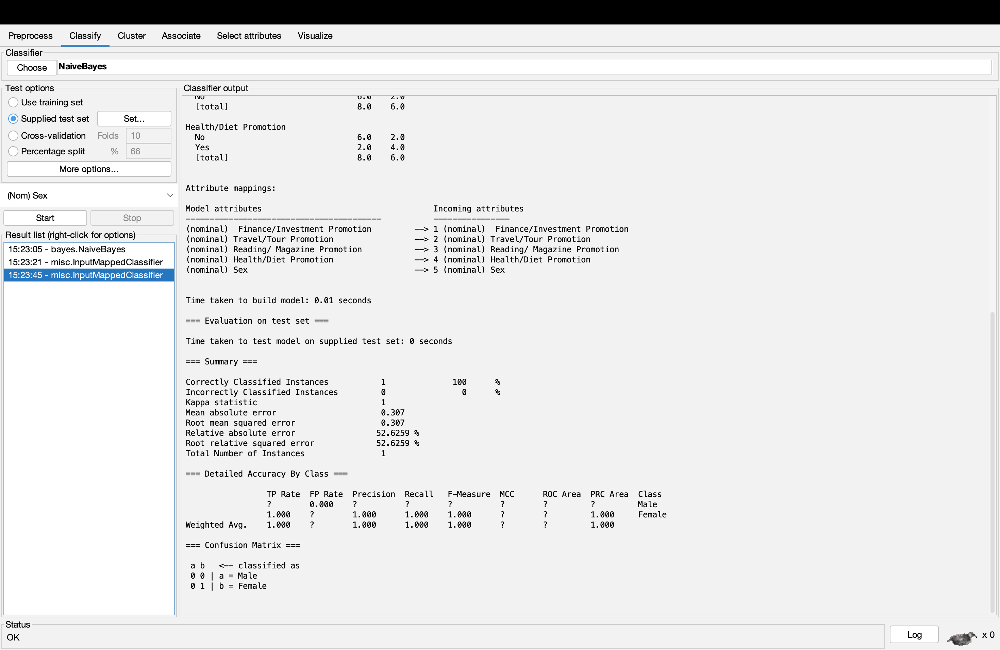 Preprocess Classify Cluster Associate Select attributes Visualize
Classifier
Choose NaiveBayes
Test options
Use training set
Supplied test set Set...
Cross-validation Folds 10
Percentage split % 66
More options...
(Nom) Sex
Start Stop
Result list (right-click for options)
15:23:05 - bayes.NaiveBayes
15:23:21 - misc.InputMappedClassifier
15:23:45 - misc.InputMappedClassifier
Classifier output
No 6.0 2.0
[total] 8.0 6.0
Health/Diet Promotion
No 6.0 2.0
Yes 2.0 4.0
[total] 8.0 6.0
Attribute mappings:
Model attributes Incoming attributes
----------------------------------------- ----------------
(nominal)  Finance/Investment Promotion --> 1 (nominal)  Finance/Investment Promotion
(nominal) Travel/Tour Promotion --> 2 (nominal) Travel/Tour Promotion
(nominal) Reading/ Magazine Promotion --> 3 (nominal) Reading/ Magazine Promotion
(nominal) Health/Diet Promotion --> 4 (nominal) Health/Diet Promotion
(nominal) Sex --> 5 (nominal) Sex
Time taken to build model: 0.01 seconds
=== Evaluation on test set ===
Time taken to test model on supplied test set: 0 seconds
=== Summary ===
Correctly Classified Instances 1 100 %
Incorrectly Classified Instances 0 0 %
Kappa statistic 1
Mean absolute error 0.307
Root mean squared error 0.307
Relative absolute error 52.6259 %
Root relative squared error 52.6259 %
Total Number of Instances 1
=== Detailed Accuracy By Class ===
TP Rate FP Rate Precision Recall F-Measure MCC ROC Area PRC Area Class
? 0.000 ? ? ? ? ? ? Male
1.000 ? 1.000 1.000 1.000 ? ? 1.000 Female
Weighted Avg. 1.000 ? 1.000 1.000 1.000 ? ? 1.000
=== Confusion Matrix ===
a b <-- classified as
0 0 | a = Male
0 1 | b = Female
Status
OK
Log x 0